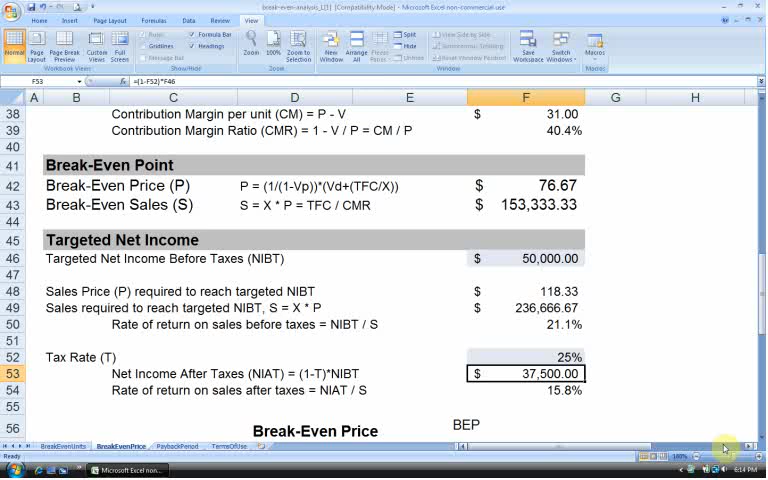 break-even-analysis_L[1] [Compatibility Mode] - Microsoft Excel non-commercial use
Home Insert Page Layout Formulas Data Review View
Normal Page Layout Page Break Preview Custom Views Full Screen
Ruler Formula Bar
Gridlines Headings
Message Bar
Zoom 100% Zoom to Selection
New Window Arrange All Freeze Panes
Split
Hide
Unhide
View Side by Side
Synchronous Scrolling
Reset Window Position
Save Workspace Switch Windows Macros
Workbook Views Show/Hide Zoom Window Macros
F53 =(1-F52)*F46
A B C D E F G H
38 Contribution Margin per unit (CM) = P - V $ 31.00
39 Contribution Margin Ratio (CMR) = 1 - V / P = CM / P 40.4%
40
41 Break-Even Point
42 Break-Even Price (P) P = (1/(1-Vp))*(Vd+(TFC/X)) $ 76.67
43 Break-Even Sales (S) S = X * P = TFC / CMR $ 153,333.33
44
45 Targeted Net Income
46 Targeted Net Income Before Taxes (NIBT) $ 50,000.00
47
48 Sales Price (P) required to reach targeted NIBT $ 118.33
49 Sales required to reach targeted NIBT, S = X * P $ 236,666.67
50 Rate of return on sales before taxes = NIBT / S 21.1%
51
52 Tax Rate (T) 25%
53 Net Income After Taxes (NIAT) = (1-T)*NIBT $ 37,500.00
54 Rate of return on sales after taxes = NIAT / S 15.8%
55
56 Break-Even Price BEP
BreakEvenUnits BreakEvenPrice PaybackPeriod TermsOfUse
Ready 180%
Microsoft Excel non... 6:14 PM